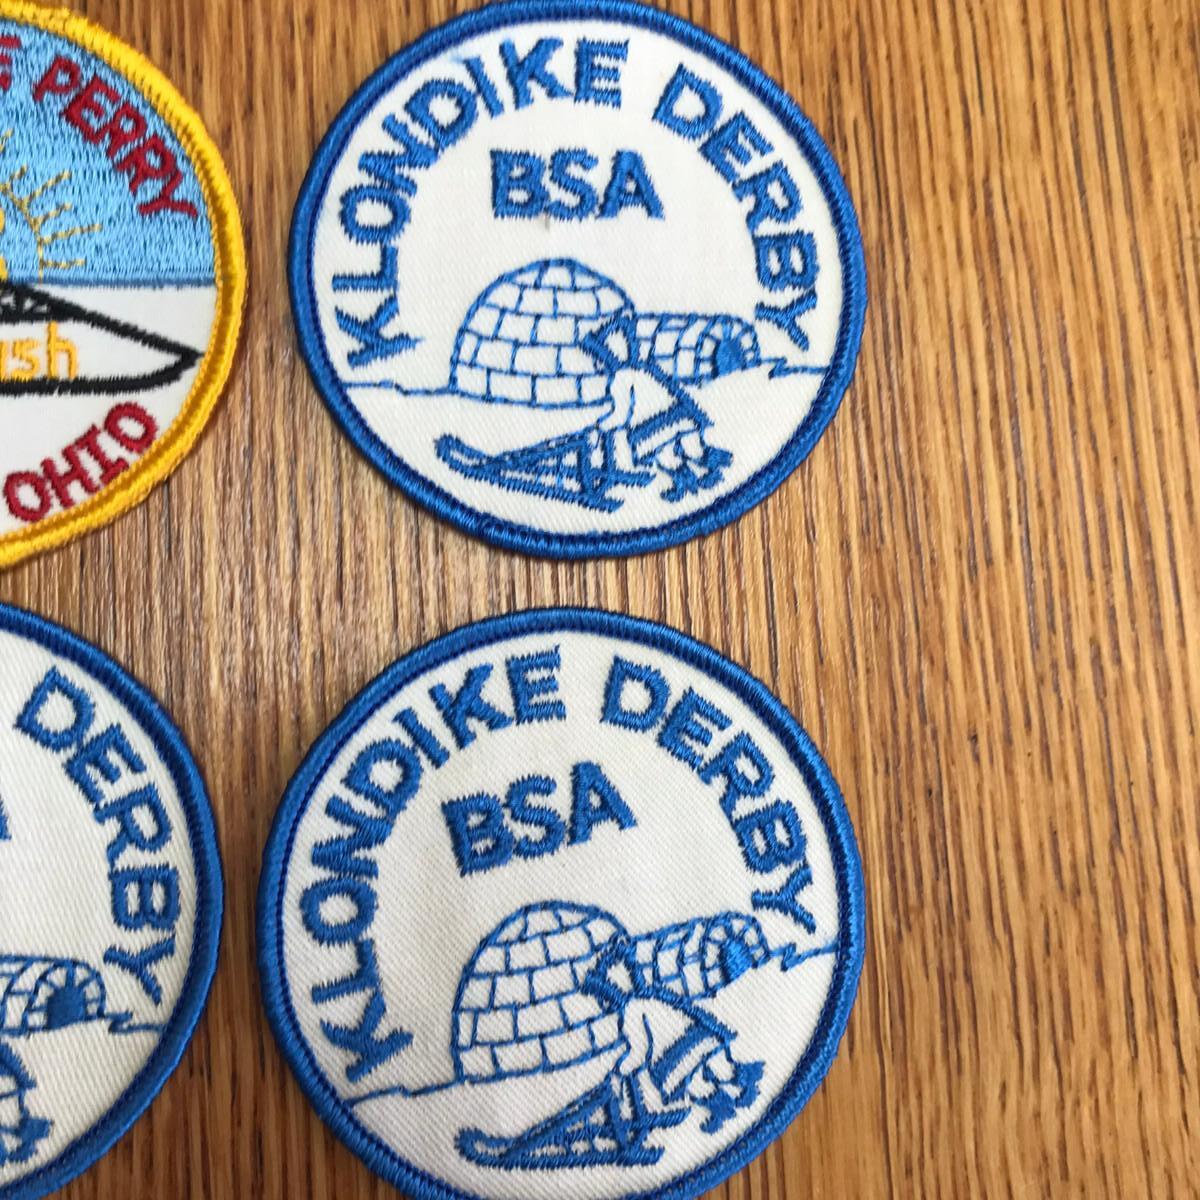 PERRY
ish
OHIO
KLONDIKE DERBY
BSA
DERBY
KLONDIKE DERBY
BSA